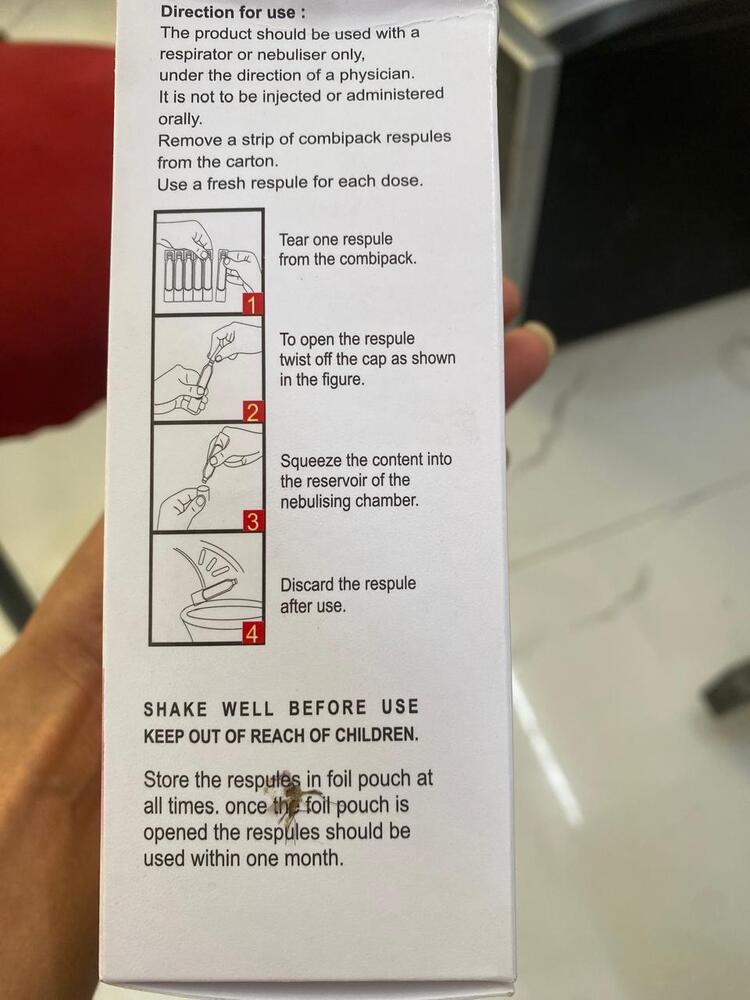 Direction for use :
The product should be used with a
respirator or nebuliser only,
under the direction of a physician.
It is not to be injected or administered
orally.
Remove a strip of combipack respules
from the carton.
Use a fresh respule for each dose.
1
Tear one respule
from the combipack.
2
To open the respule
twist off the cap as shown
in the figure.
3
Squeeze the content into
the reservoir of the
nebulising chamber.
4
Discard the respule
after use.
SHAKE WELL BEFORE USE
KEEP OUT OF REACH OF CHILDREN.
Store the respules in foil pouch at
all times. once the foil pouch is
opened the respules should be
used within one month.